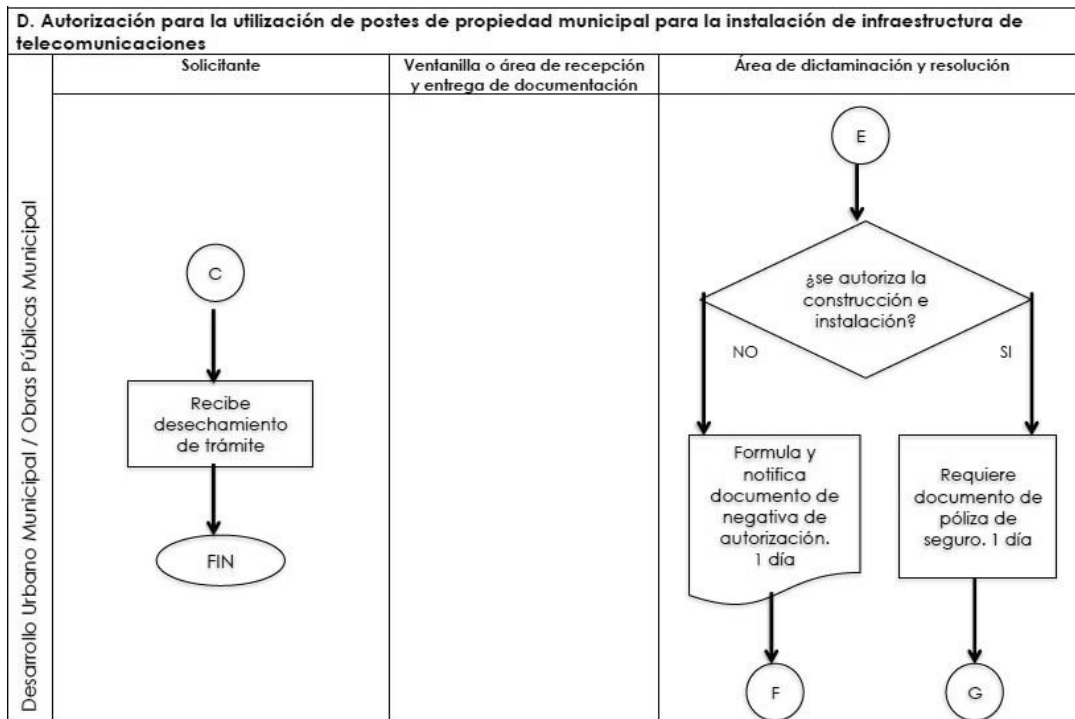 D. Autorización para la utilización de postes de propiedad municipal para la instalación de infraestructura de
telecomunicaciones
Desarrollo Urbano Municipal / Obras Públicas Municipal
Solicitante
Ventanilla o área de recepción
y entrega de documentación
Área de dictaminación y resolución
C
Recibe
desechamiento
de trámite
FIN
E
¿se autoriza la
construcción e
instalación?
NO
SI
Formula y
notifica
documento de
negativa de
autorización.
1 día
Requiere
documento de
póliza de
seguro. 1 día
F
G